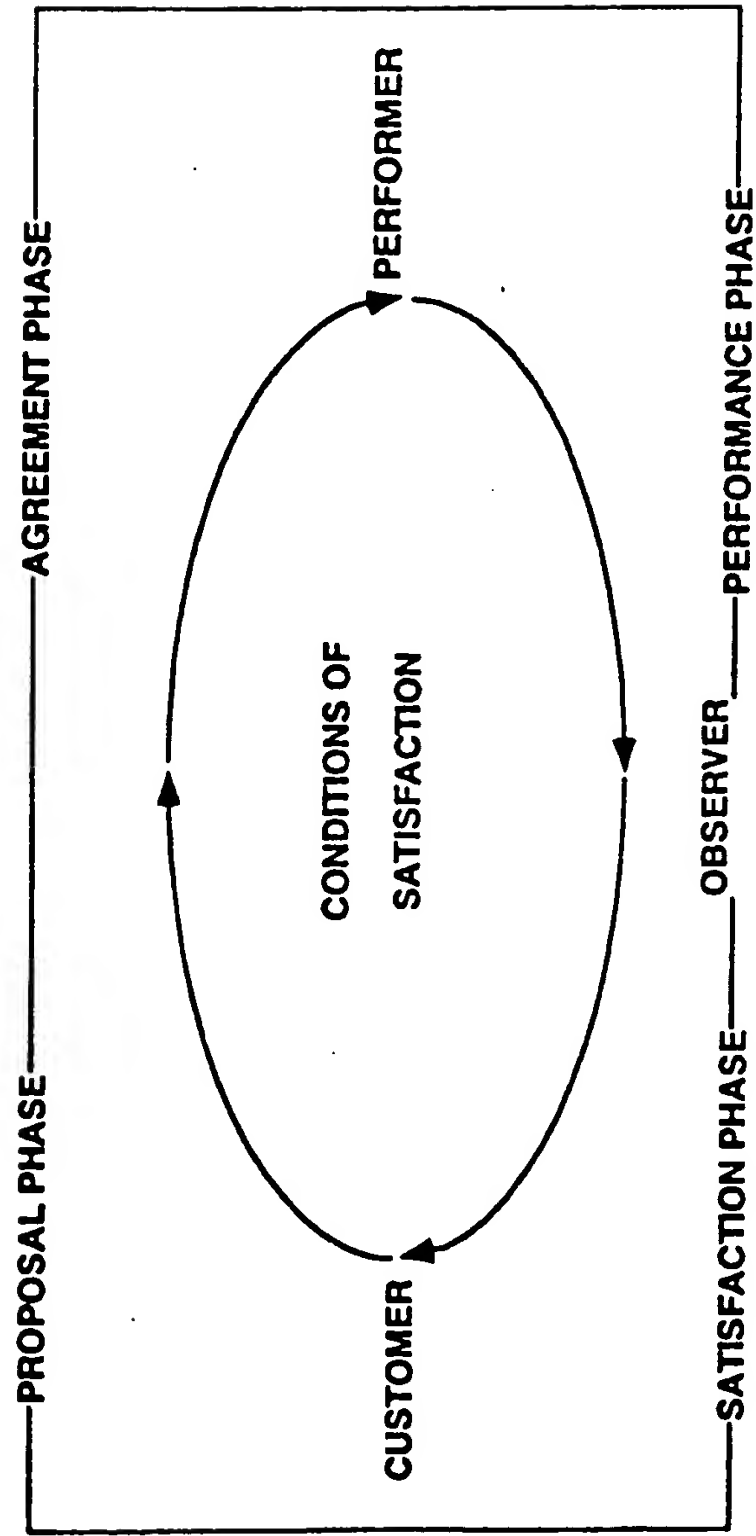 PROPOSAL PHASE
AGREEMENT PHASE
CUSTOMER
CONDITIONS OF
SATISFACTION
PERFORMER
SATISFACTION PHASE
OBSERVER
PERFORMANCE PHASE